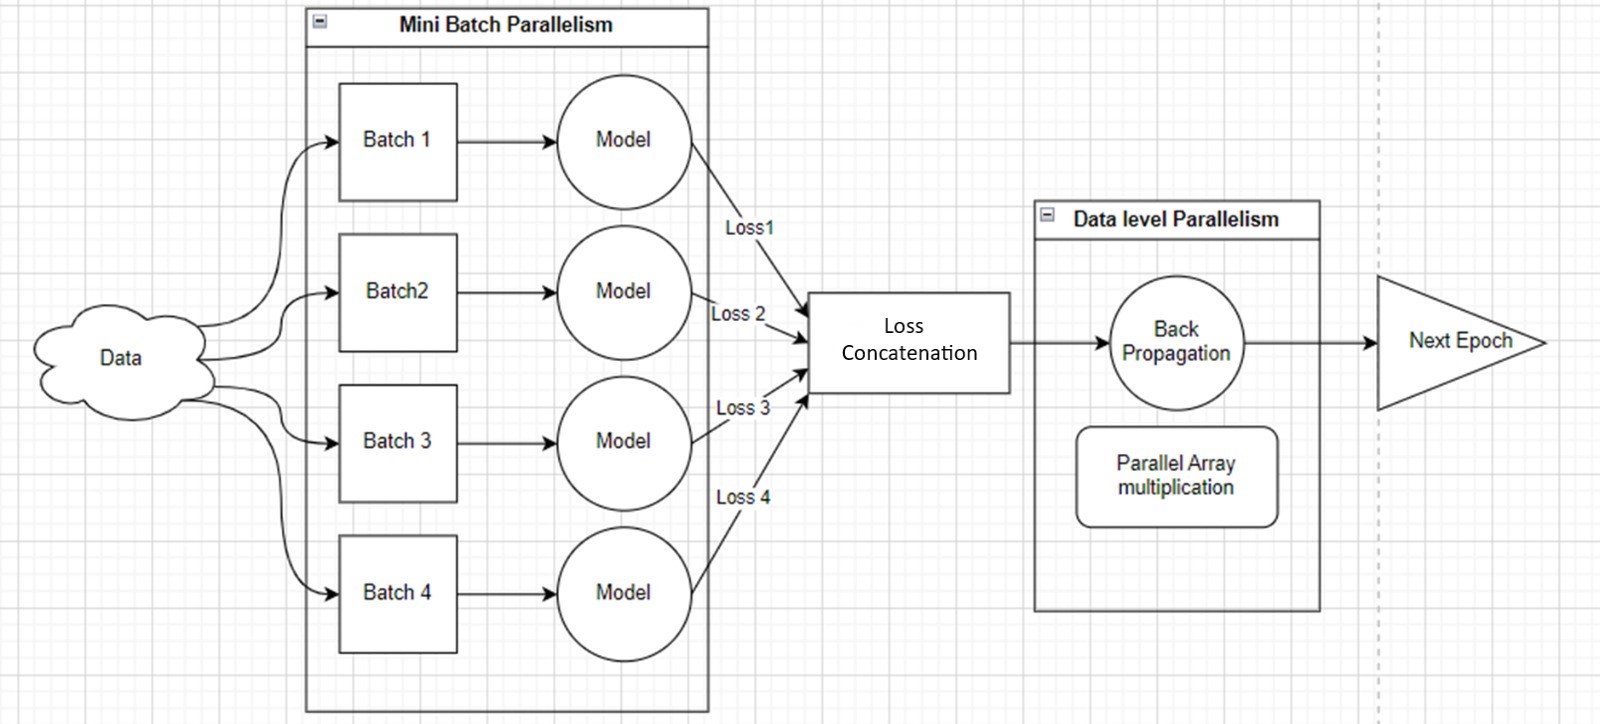 Mini Batch Parallelism
Batch 1
Model
Loss1
Batch2
Model
Loss 2
Data
Batch 3
Model
Loss 3
Batch 4
Model
Loss 4
Loss
Concatenation
Data level Parallelism
Back
Propagation
Parallel Array
multiplication
Next Epoch